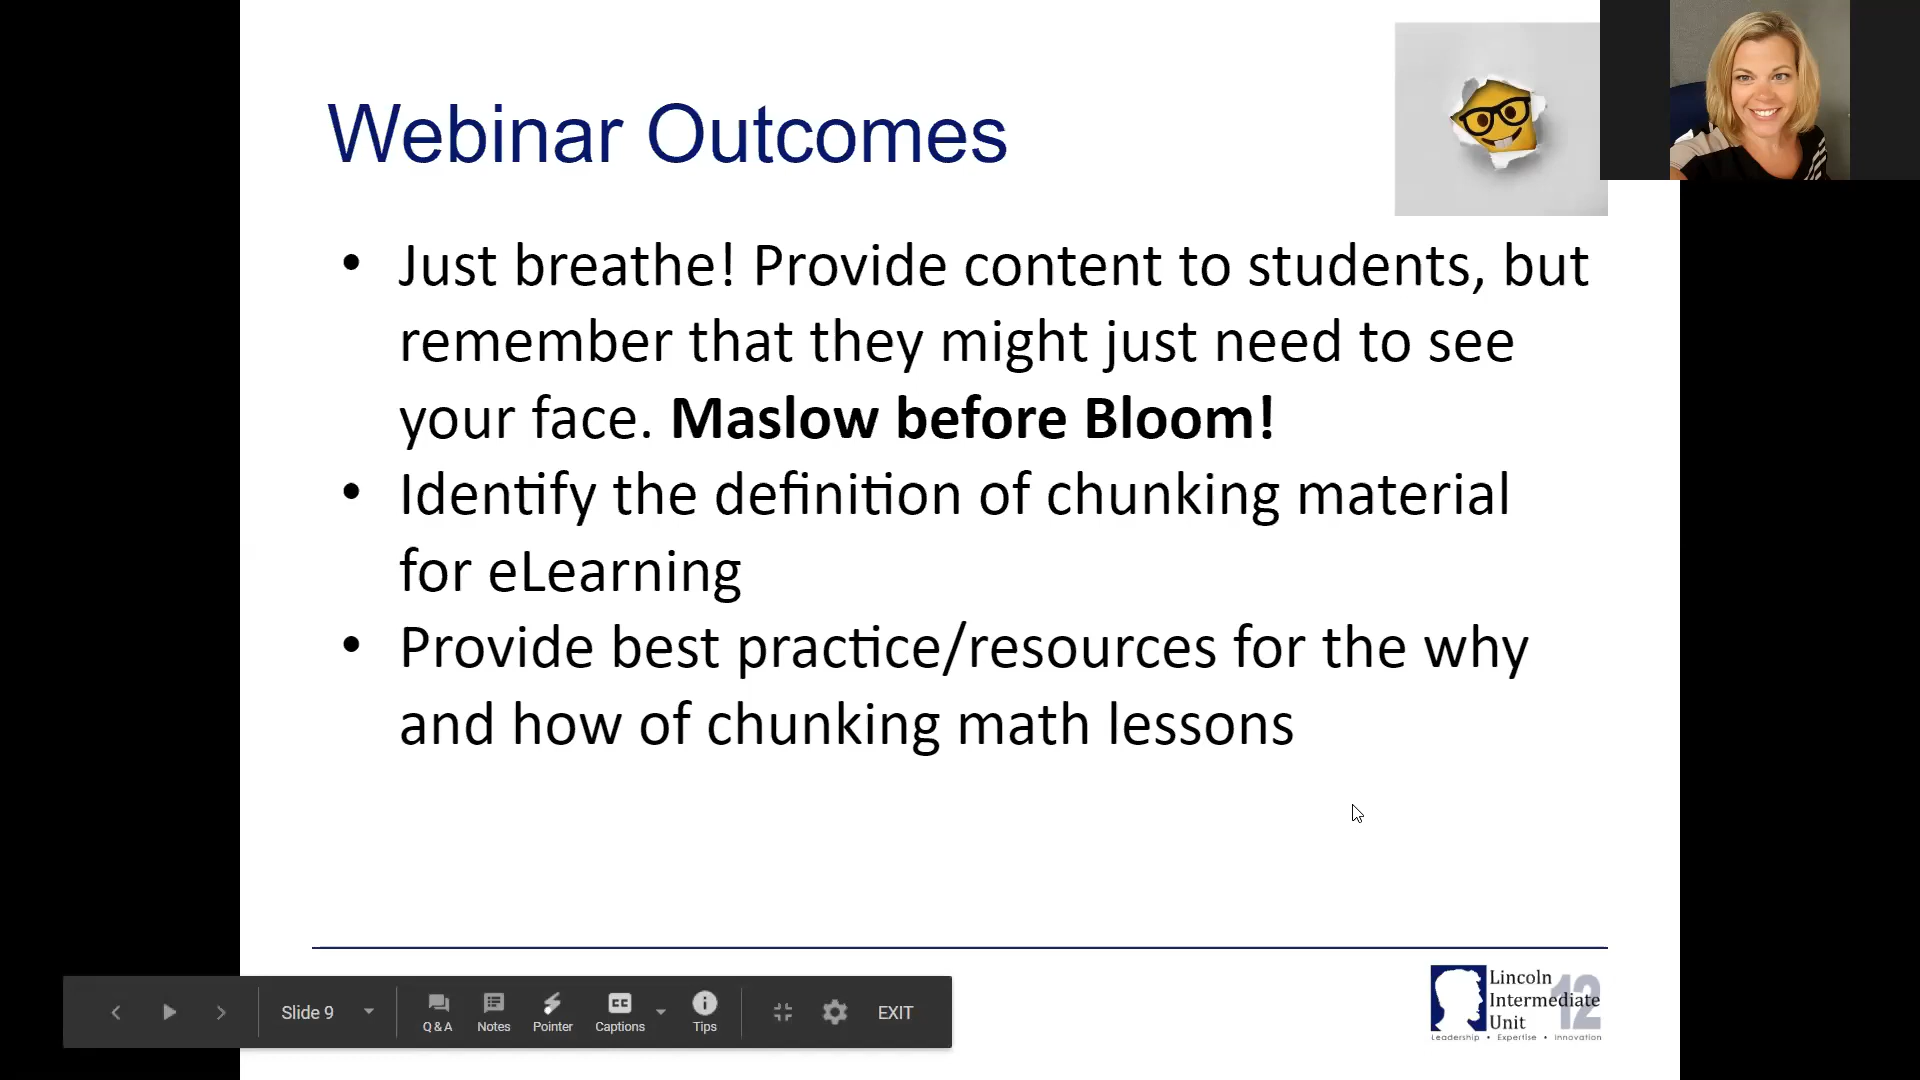 Webinar Outcomes
• Just breathe! Provide content to students, but
remember that they might just need to see
your face. Maslow before Bloom!
• Identify the definition of chunking material
for eLearning
• Provide best practice/resources for the why
and how of chunking math lessons
Slide 9
Q&A
Notes
Pointer
CC
Captions
Tips
EXIT
12
Lincoln
Intermediate
Unit
Leadership • Expertise • Innovation